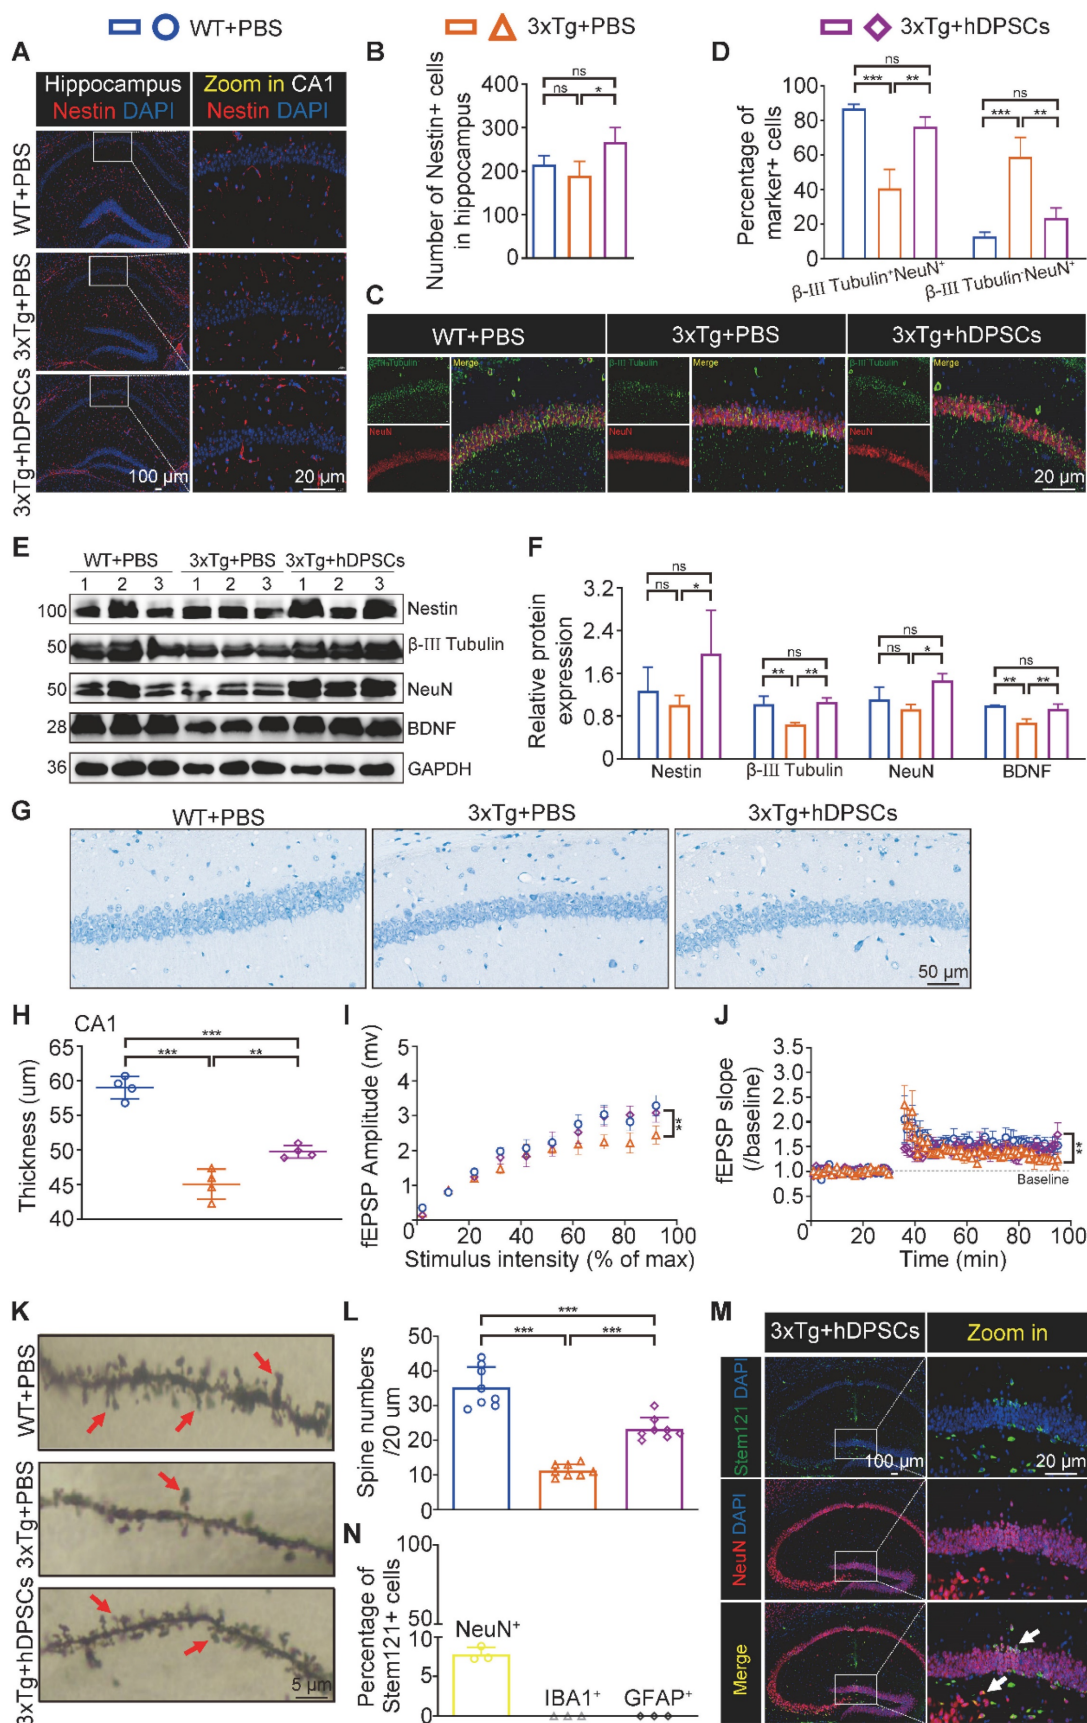 WT+PBS
3xTg+PBS
3xTg+hDPSCs
A
Hippocampus
Nestin DAPI
Zoom in CA1
Nestin DAPI
WT+PBS
3xTg+PBS
3xTg+hDPSCs
100 µm
20 µm
B
Number of Nestin+ cells
in hippocampus
400
300
200
100
0
ns
ns
*
D
Percentage of
marker+ cells
80
60
40
20
0
ns
***
**
ns
***
**
β-III Tubulin⁺NeuN⁺
β-III Tubulin⁻NeuN⁺
C
WT+PBS
3xTg+PBS
3xTg+hDPSCs
β-III Tubulin
Merge
NeuN
β-III Tubulin
Merge
NeuN
β-III Tubulin
Merge
NeuN
20 µm
E
WT+PBS
3xTg+PBS
3xTg+hDPSCs
1 2 3 1 2 3 1 2 3
100
Nestin
50
β-III Tubulin
50
NeuN
28
BDNF
36
GAPDH
F
Relative protein
expression
3.2
2.4
1.6
0.8
0
ns
ns
*
ns
**
**
ns
ns
*
ns
**
**
Nestin
β-III Tubulin
NeuN
BDNF
G
WT+PBS
3xTg+PBS
3xTg+hDPSCs
50 µm
H
CA1
Thickness (um)
65
60
55
50
45
40
***
***
**
I
fEPSP Amplitude (mv)
5
4
3
2
1
0
0 20 40 60 80 100
Stimulus intensity (% of max)
**
J
fEPSP slope
(/baseline)
3.5
3.0
2.5
2.0
1.5
1.0
0.5
0 20 40 60 80 100
Time (min)
Baseline
**
K
WT+PBS
3xTg+PBS
3xTg+hDPSCs
5 µm
L
Spine numbers
/20 um
50
40
30
20
10
0
***
***
***
M
3xTg+hDPSCs
Zoom in
Stem121 DAPI
NeuN DAPI
Merge
100 µm
20 µm
N
Percentage of
Stem121+ cells
100
50
10
5
0
NeuN⁺
IBA1⁺
GFAP⁺